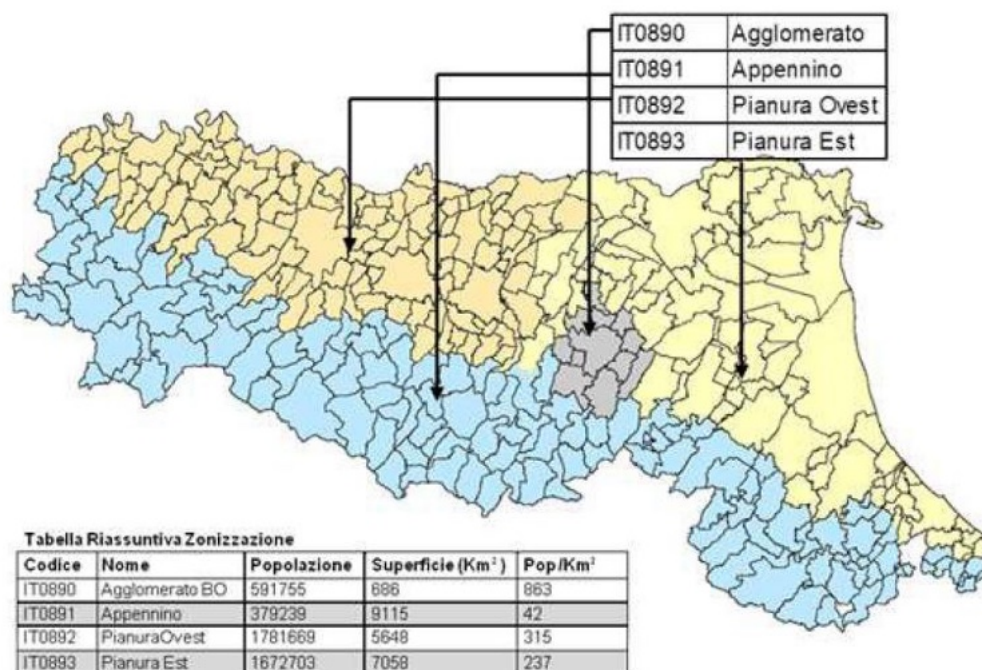 IT0890 Agglomerato
IT0891 Appennino
IT0892 Pianura Ovest
IT0893 Pianura Est
Tabella Riassuntiva Zonizzazione
Codice Nome Popolazione Superficie (Km²) Pop/Km²
IT0890 Agglomerato BO 591755 686 863
IT0891 Appennino 379239 9115 42
IT0892 PianuraOvest 1781669 5648 315
IT0893 Pianura Est 1672703 7058 237